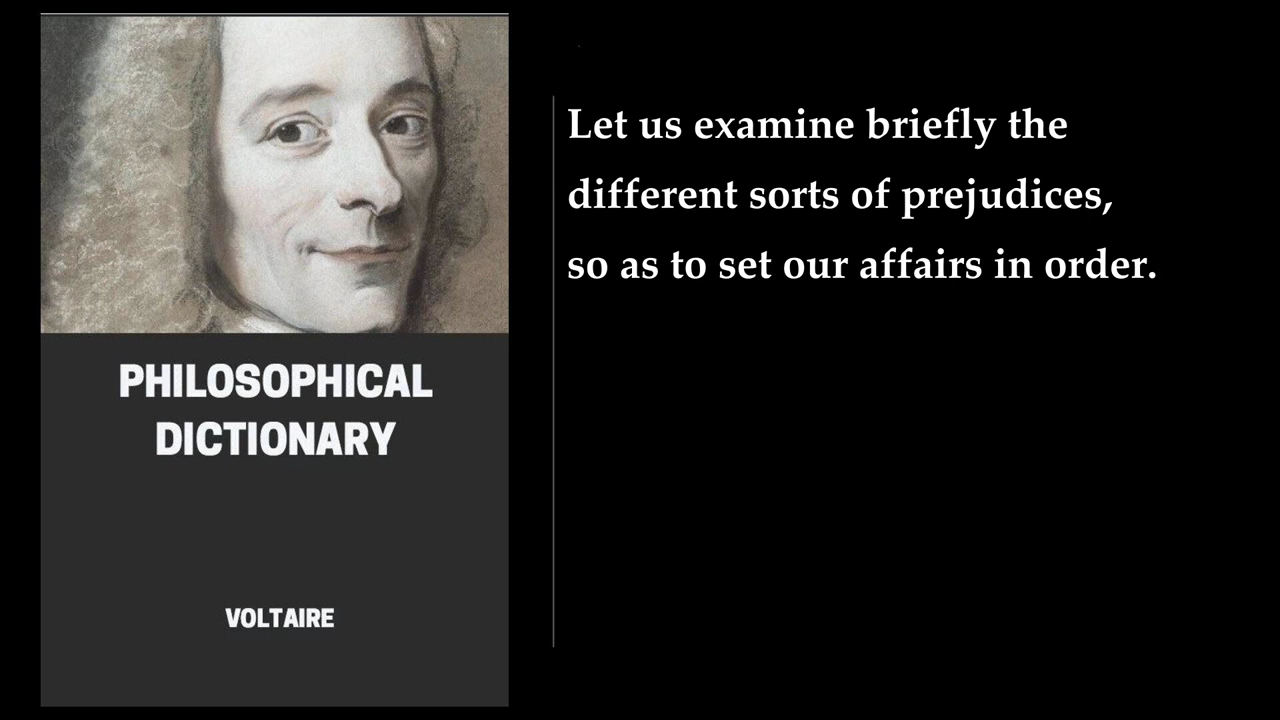 PHILOSOPHICAL
DICTIONARY
VOLTAIRE
Let us examine briefly the
different sorts of prejudices,
so as to set our affairs in order.